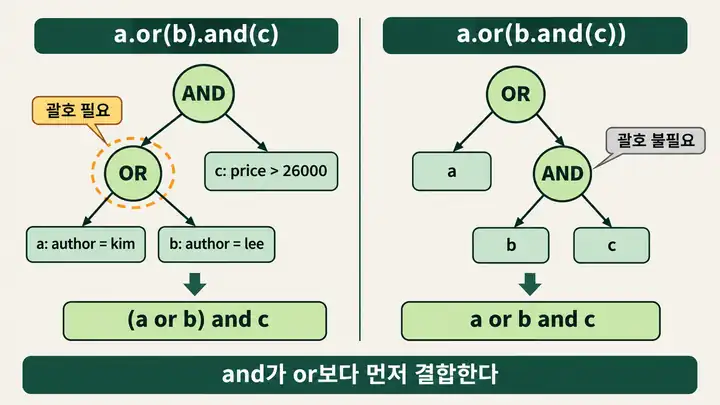 a.or(b).and(c)
AND
괄호 필요
OR
c: price > 26000
a: author = kim
b: author = lee
(a or b) and c
a.or(b.and(c))
OR
괄호 불필요
a
AND
b
c
a or b and c
and가 or보다 먼저 결합한다